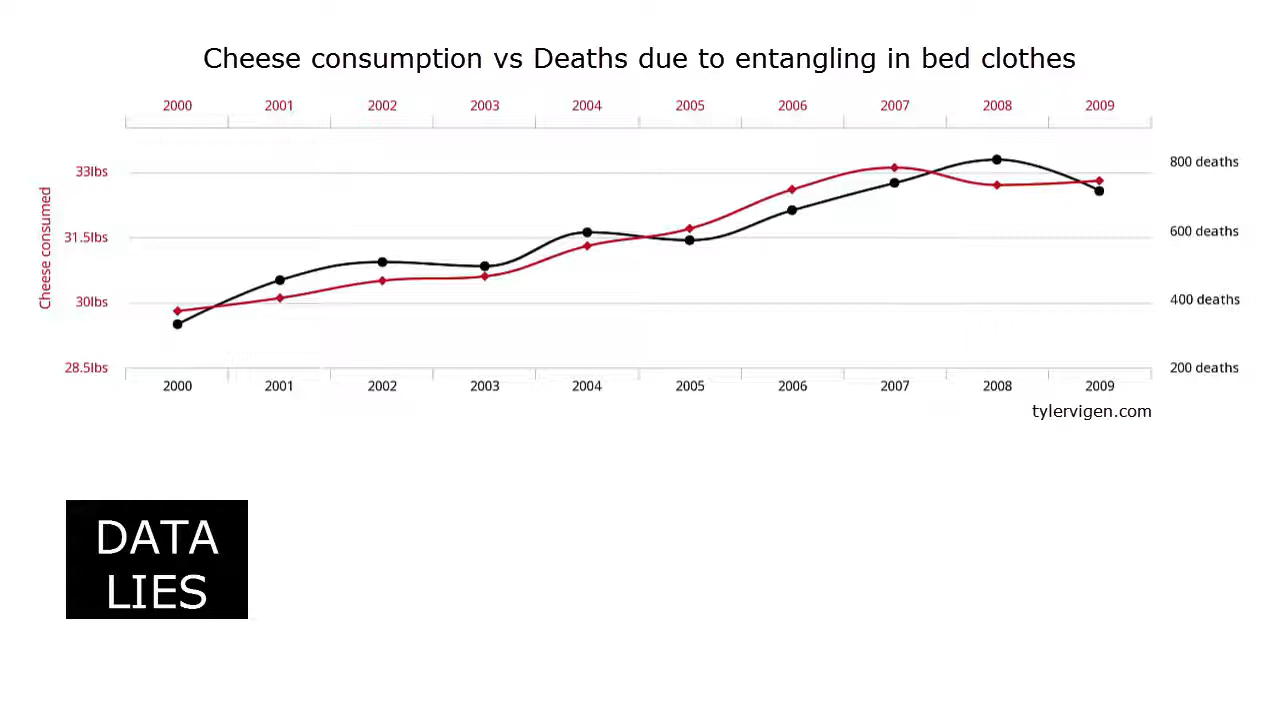 Cheese consumption vs Deaths due to entangling in bed clothes
2000 2001 2002 2003 2004 2005 2006 2007 2008 2009
Cheese consumed
33lbs
31.5lbs
30lbs
28.5lbs
800 deaths
600 deaths
400 deaths
200 deaths
2000 2001 2002 2003 2004 2005 2006 2007 2008 2009
tylervigen.com
DATA
LIES